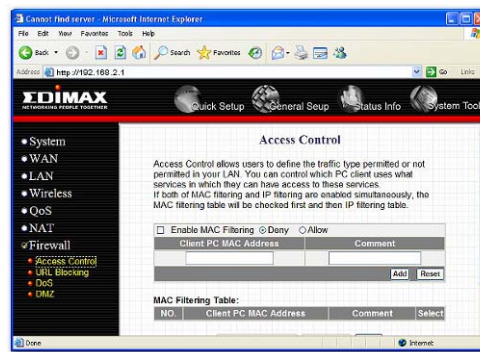 Cannot find server - Microsoft Internet Explorer
File Edit View Favorites Tools Help
Back Search Favorites
Address http://192.168.2.1 Go Links
EDIMAX
NETWORKING PEOPLE TOGETHER
Quick Setup General Seup Status Info System Tool
System
WAN
LAN
Wireless
QoS
NAT
Firewall
Access Control
URL Blocking
DoS
DMZ
Access Control
Access Control allows users to define the traffic type permitted or not
permitted in your LAN. You can control which PC client uses what
services in which they can have access to these services.
If both of MAC filtering and IP filtering are enabled simultaneously, the
MAC filtering table will be checked first and then IP filtering table.
Enable MAC Filtering Deny Allow
Client PC MAC Address Comment
Add Reset
MAC Filtering Table:
NO. Client PC MAC Address Comment Select
Done Internet